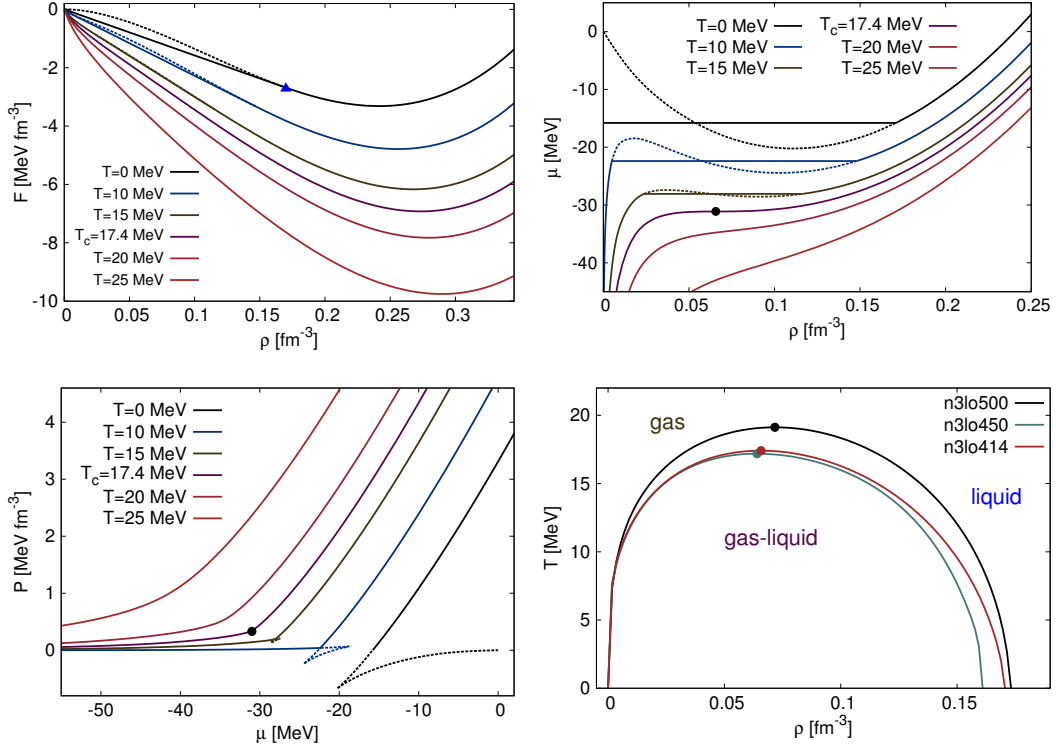 0
-2
-4
-6
-8
-10
F [MeV fm-3]
T=0 MeV
T=10 MeV
T=15 MeV
Tc=17.4 MeV
T=20 MeV
T=25 MeV
0 0.05 0.1 0.15 0.2 0.25 0.3
ρ [fm-3]
0
-10
-20
-30
-40
μ [MeV]
T=0 MeV Tc=17.4 MeV
T=10 MeV T=20 MeV
T=15 MeV T=25 MeV
0 0.05 0.1 0.15 0.2 0.25
ρ [fm-3]
4
3
2
1
0
P [MeV fm-3]
T=0 MeV
T=10 MeV
T=15 MeV
Tc=17.4 MeV
T=20 MeV
T=25 MeV
-50 -40 -30 -20 -10 0
μ [MeV]
20
15
10
5
0
T [MeV]
n3lo500
n3lo450
n3lo414
gas
liquid
gas-liquid
0 0.05 0.1 0.15
ρ [fm-3]